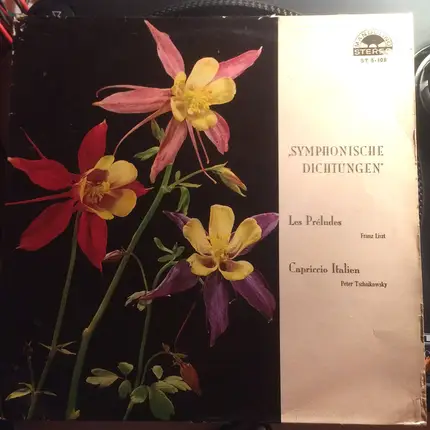 STEREO
„SYMPHONISCHE
DICHTUNGEN"
Les Préludes
Franz Liszt
Capriccio Italien
Peter Tschaikowsky